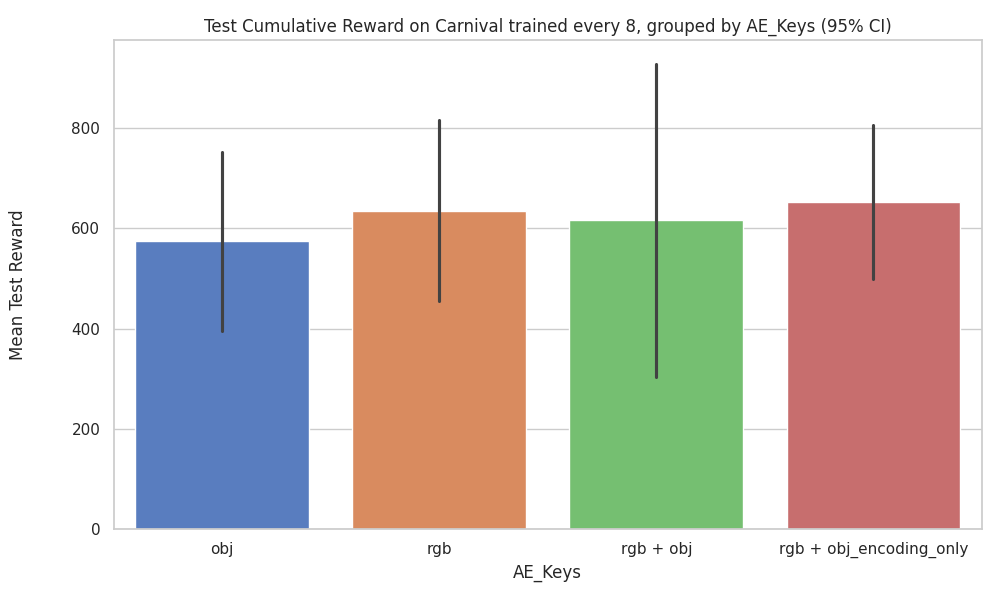 Test Cumulative Reward on Carnival trained every 8, grouped by AE_Keys (95% CI)
Mean Test Reward
800
600
400
200
0
obj
rgb
rgb + obj
rgb + obj_encoding_only
AE_Keys